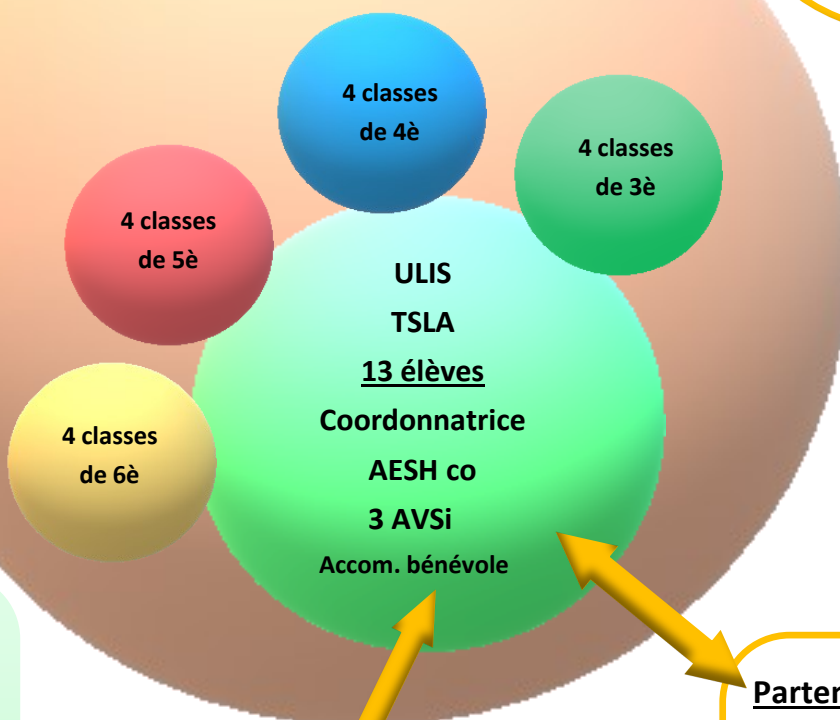 4 classes
de 4è
4 classes
de 3è
4 classes
de 5è
4 classes
de 6è
ULIS
TSLA
13 élèves
Coordonnatrice
AESH co
3 AVSi
Accom. bénévole